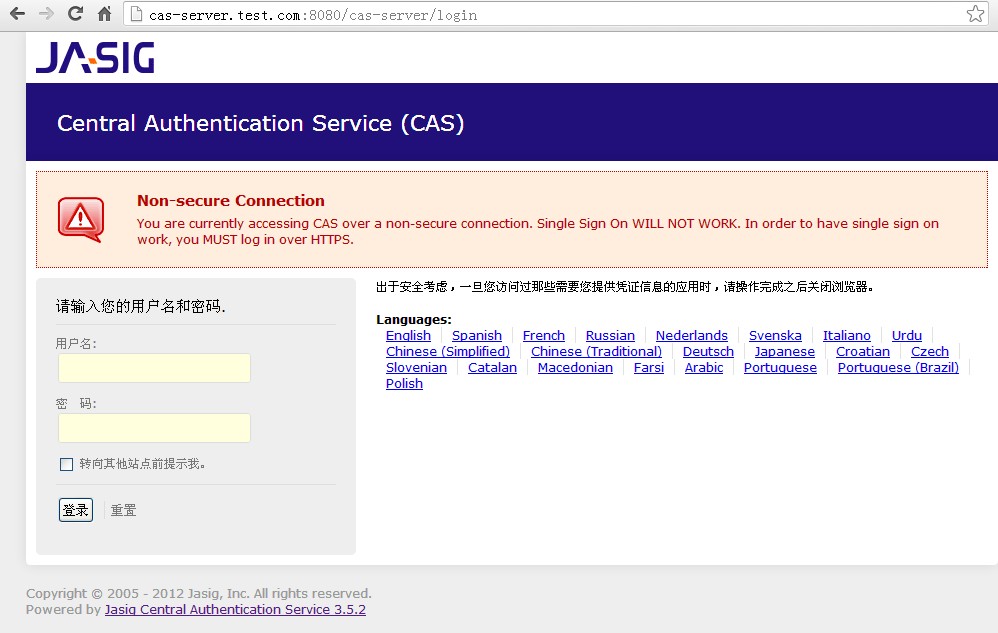 cas-server.test.com:8080/cas-server/login
JASIG
Central Authentication Service (CAS)
Non-secure Connection
You are currently accessing CAS over a non-secure connection. Single Sign On WILL NOT WORK. In order to have single sign on
work, you MUST log in over HTTPS.
请输入您的用户名和密码.
用户名:
密 码:
转向其他站点前提示我。
登录 重置
出于安全考虑，一旦您访问过那些需要您提供凭证信息的应用时，请操作完成之后关闭浏览器。
Languages:
English Spanish French Russian Nederlands Svenska Italiano Urdu
Chinese (Simplified) Chinese (Traditional) Deutsch Japanese Croatian Czech
Slovenian Catalan Macedonian Farsi Arabic Portuguese Portuguese (Brazil)
Polish
Copyright © 2005 - 2012 Jasig, Inc. All rights reserved.
Powered by Jasig Central Authentication Service 3.5.2